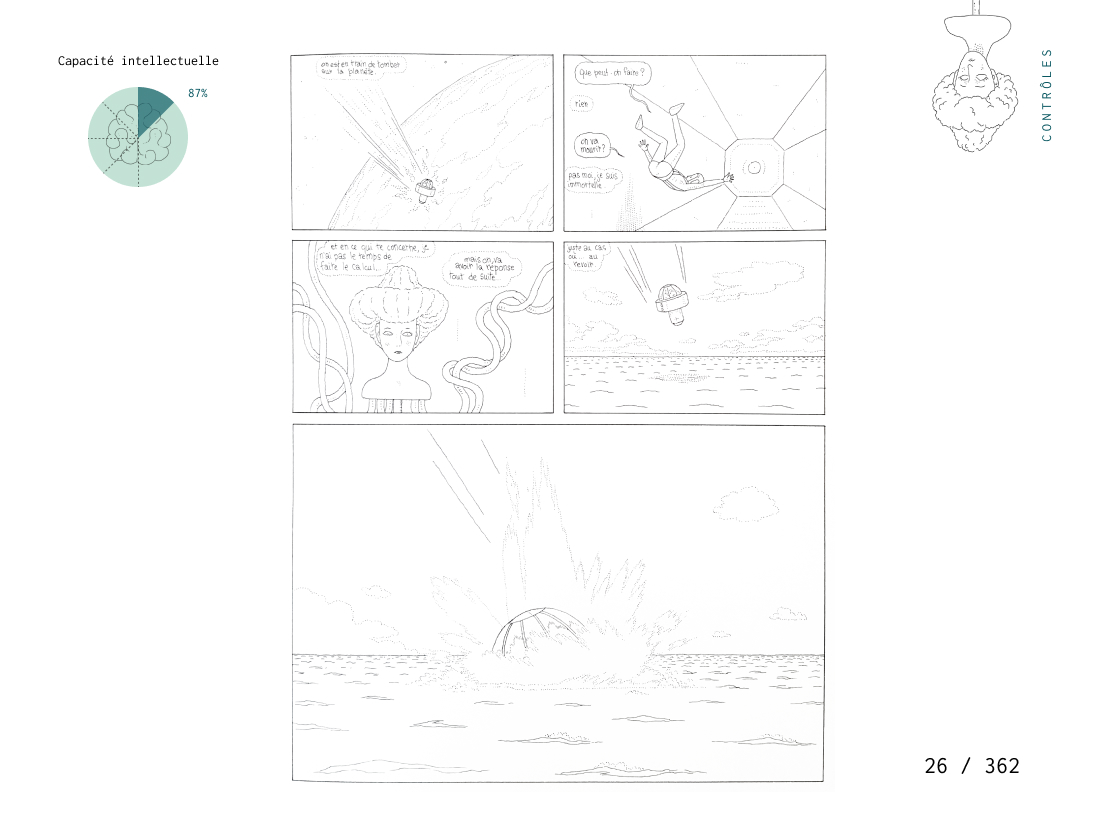 Capacité intellectuelle
87%
on est en train de tomber
sur la planète.
Que peut-on faire ?
rien
on va
mourir?
pas moi, je suis
immortelle
et en ce qui te concerne, je
n'ai pas le temps de
faire le calcul...
mais on va
avoir la réponse
tout de suite...
juste au cas
où... au
revoir.
CONTRÔLES
26 / 362